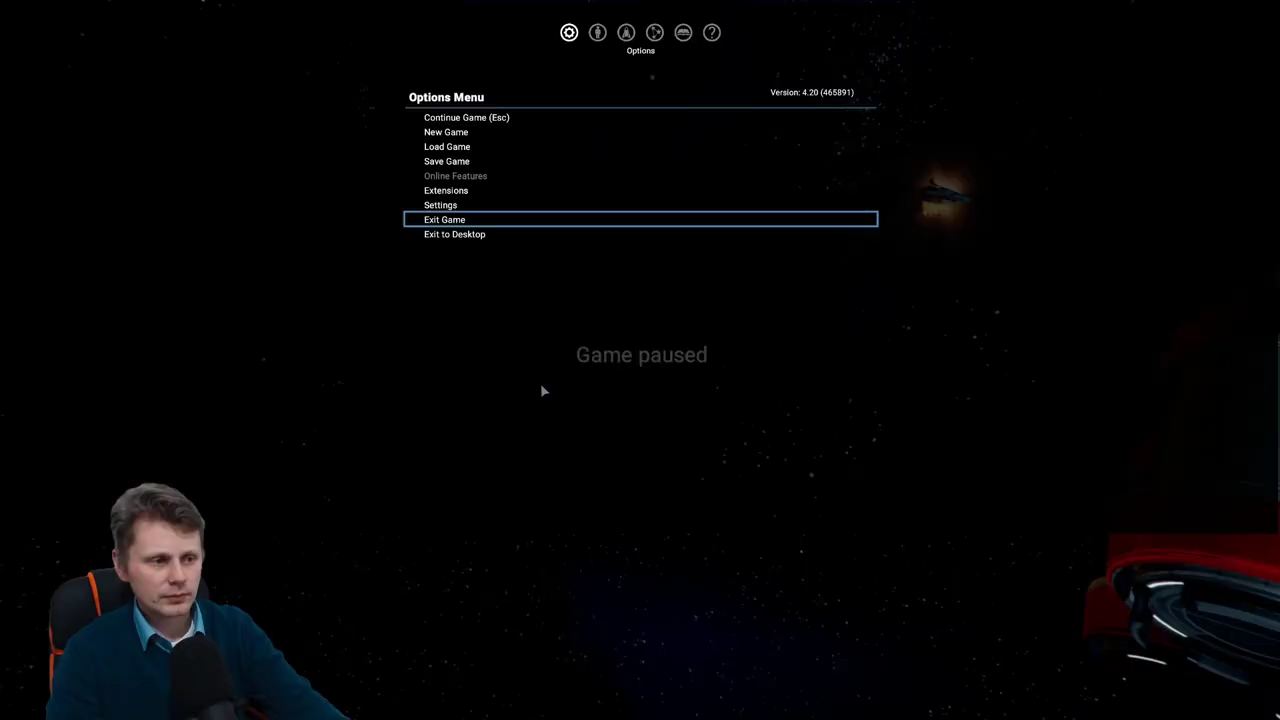 Options
Options Menu
Version: 4.20 (465891)
Continue Game (Esc)
New Game
Load Game
Save Game
Online Features
Extensions
Settings
Exit Game
Exit to Desktop
Game paused